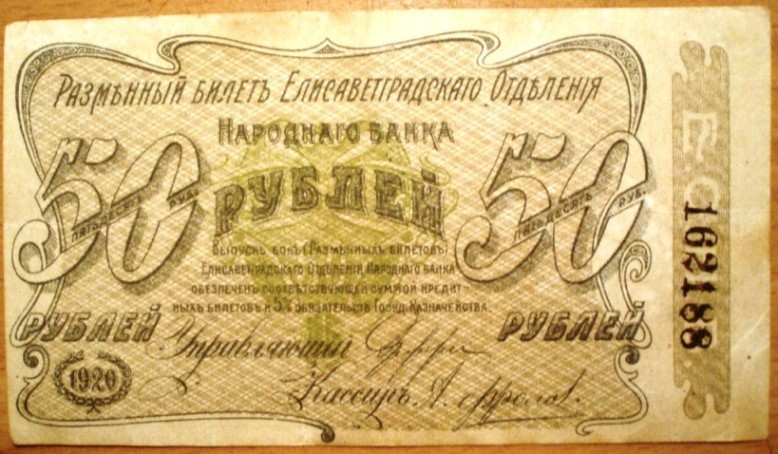 Размѣнный билетъ Елисаветградскаго Отдѣленія
Народнаго Банка
50 РУБЛЕЙ 50
пятьдесятъ руб. пятьдесятъ руб.
Выпускъ бонъ (Размѣнныхъ билетовъ)
Елисаветградскаго Отдѣленія Народнаго Банка
обезпеченъ соотвѣтствующей суммой кредит-
ныхъ билетовъ и 5% обязательствъ Госуд. Казначейства.
РУБЛЕЙ РУБЛЕЙ
Управляющій
1920
Кассиръ А. Фроловъ.
162188